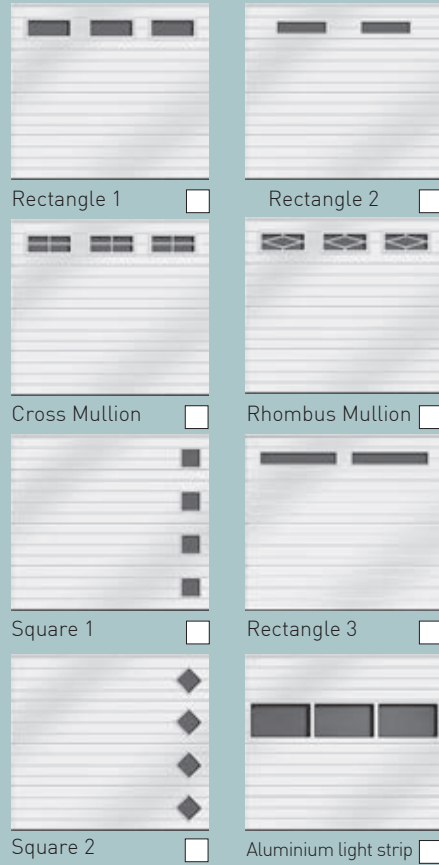 Rectangle 1
Rectangle 2
Cross Mullion
Rhombus Mullion
Square 1
Rectangle 3
Square 2
Aluminium light strip